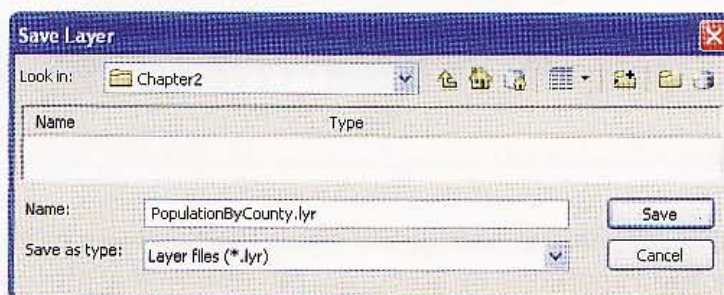 Save Layer
Look in: Chapter2
Name Type
Name: PopulationByCounty.lyr Save
Save as type: Layer files (*.lyr) Cancel